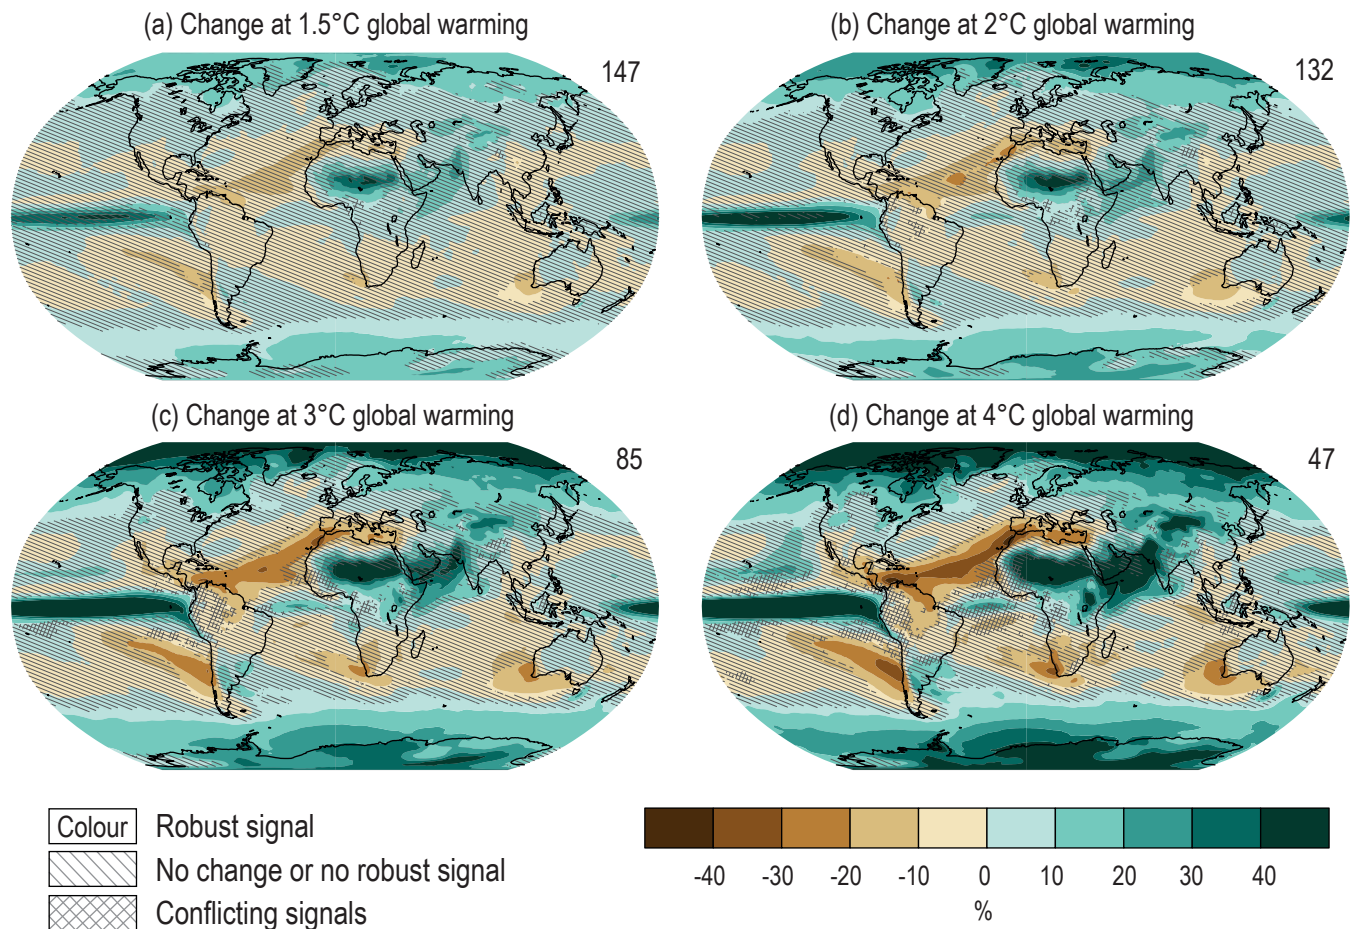 (a) Change at 1.5°C global warming
147
(b) Change at 2°C global warming
132
(c) Change at 3°C global warming
85
(d) Change at 4°C global warming
47
Colour Robust signal
No change or no robust signal
Conflicting signals
-40 -30 -20 -10 0 10 20 30 40
%